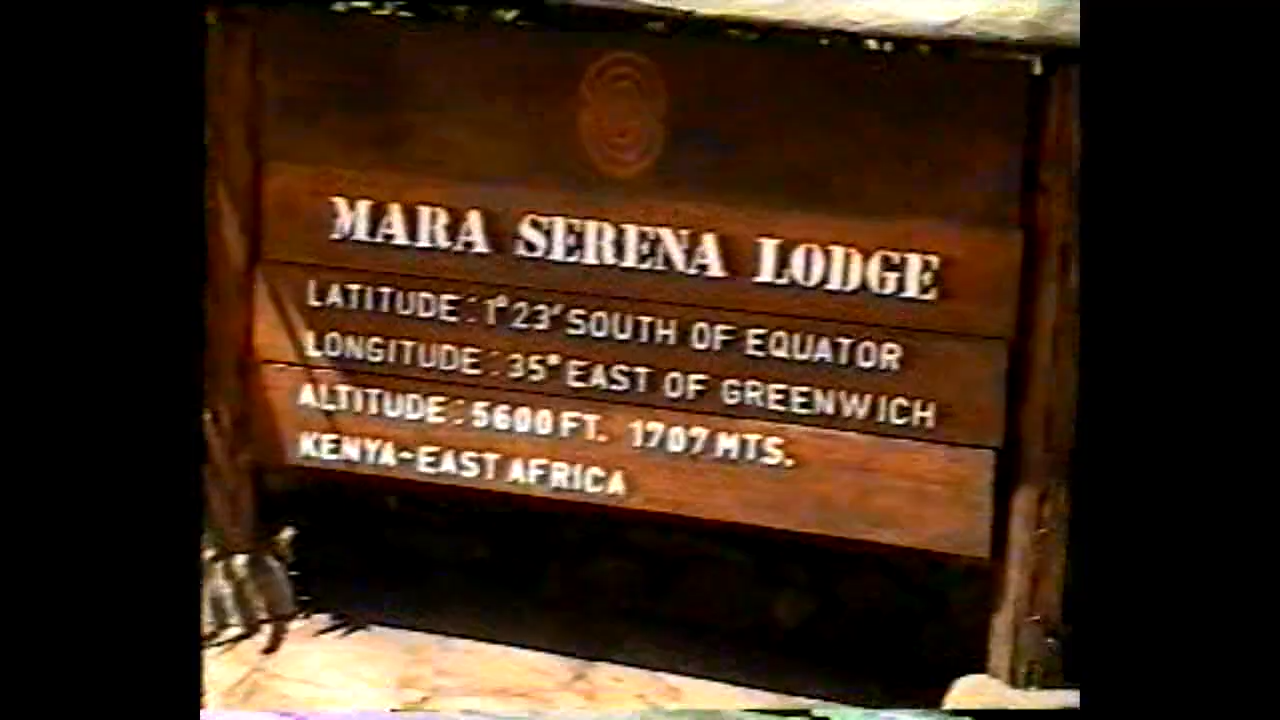 MARA SERENA LODGE
LATITUDE : 1° 23′ SOUTH OF EQUATOR
LONGITUDE : 35° EAST OF GREENWICH
ALTITUDE : 5600 FT. 1707 MTS.
KENYA-EAST AFRICA